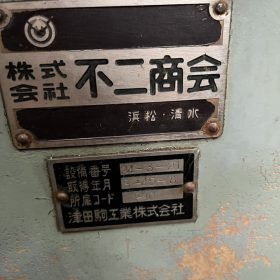 株式会社 不二商会
浜松・清水
設備番号
取得年月
所属コード
津田駒工業株式会社